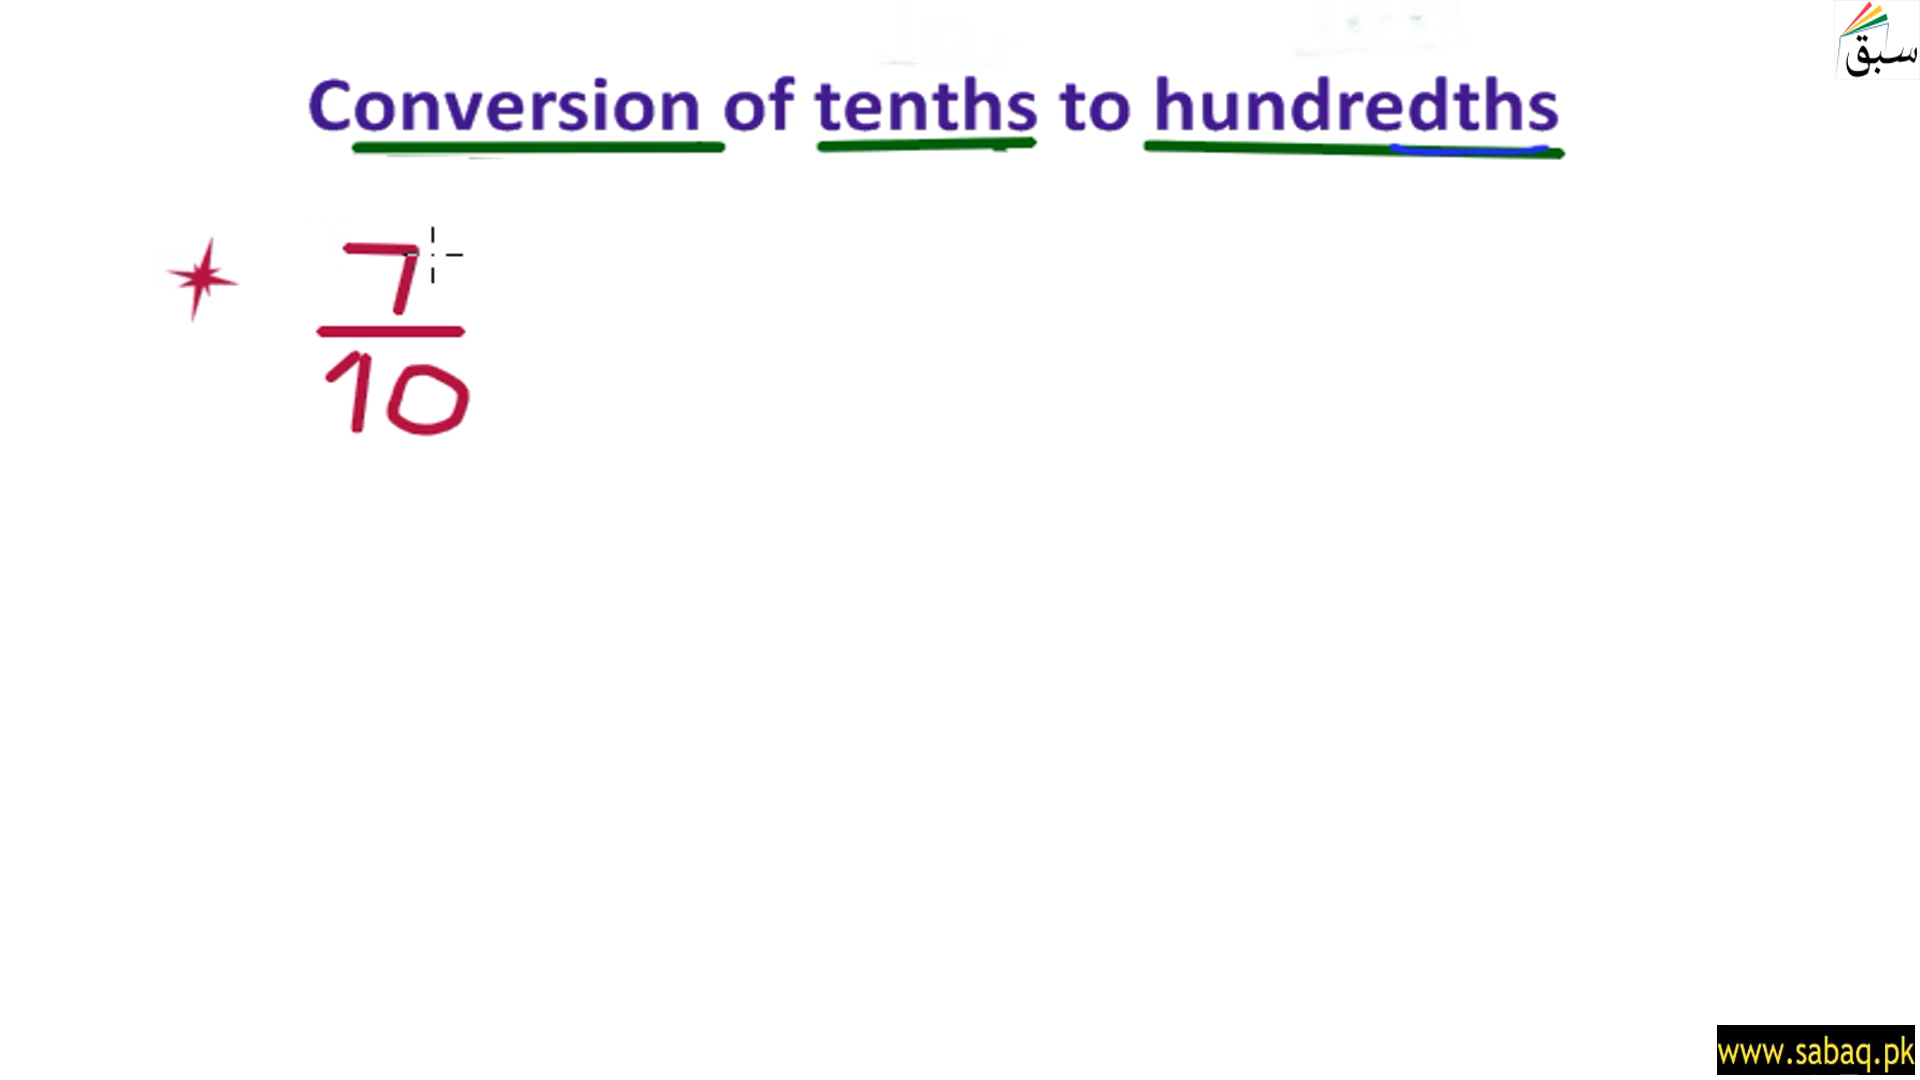 سبق
Conversion of tenths to hundredths
7
10
www.sabaq.pk